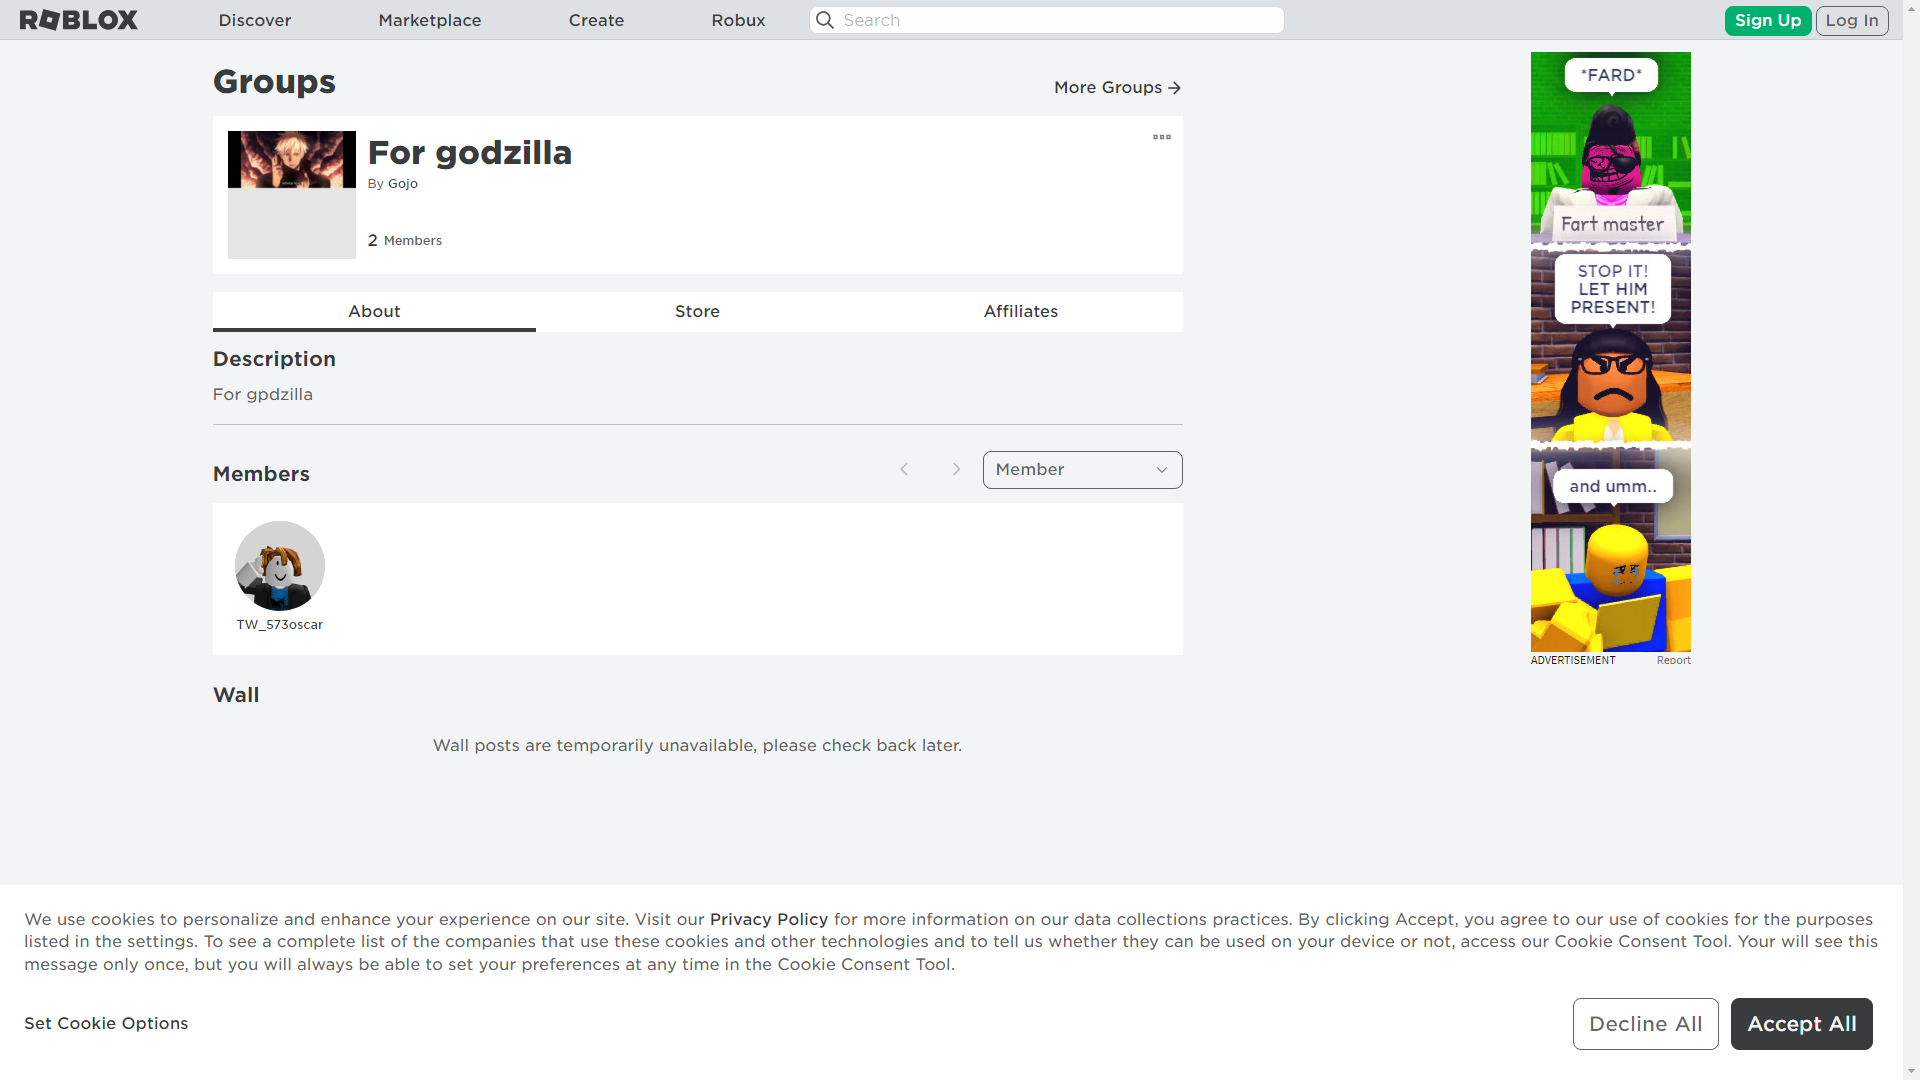 ROBLOX
Discover
Marketplace
Create
Robux
Search
Sign Up
Log In
Groups
More Groups
For godzilla
By Gojo
2 Members
About
Store
Affiliates
Description
For gpdzilla
Members
Member
TW_573oscar
Wall
Wall posts are temporarily unavailable, please check back later.
*FARD*
Fart master
STOP IT!
LET HIM
PRESENT!
and umm..
ADVERTISEMENT
Report
We use cookies to personalize and enhance your experience on our site. Visit our Privacy Policy for more information on our data collections practices. By clicking Accept, you agree to our use of cookies for the purposes
listed in the settings. To see a complete list of the companies that use these cookies and other technologies and to tell us whether they can be used on your device or not, access our Cookie Consent Tool. Your will see this
message only once, but you will always be able to set your preferences at any time in the Cookie Consent Tool.
Set Cookie Options
Decline All
Accept All